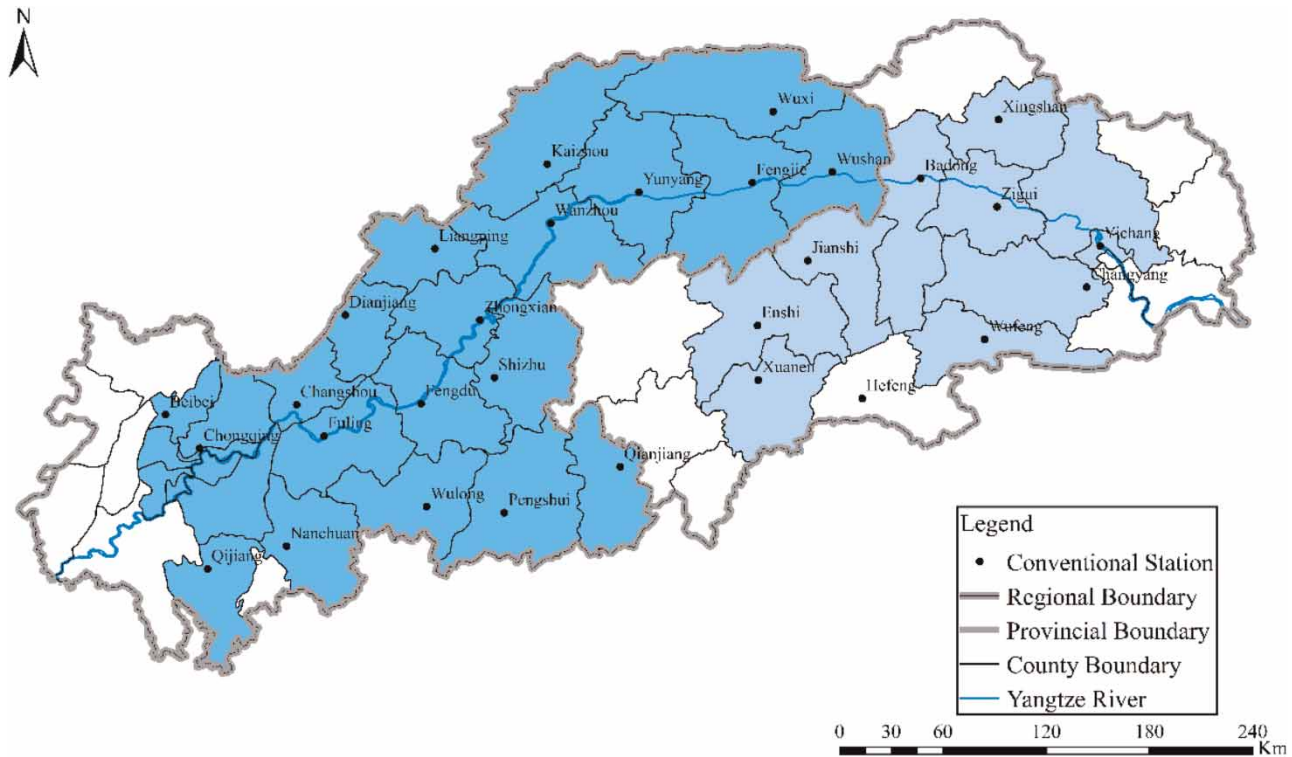 N
Wuxi
Xingshan
Kaizhou
Wushan
Fengjie
Badong
Yunyang
Zigui
Wanzhou
Liangping
Yichang
Jianshi
Changyang
Dianjiang
Zhongxian
Enshi
Wufeng
Shizhu
Xuanen
Hefeng
Changshou
Fengdu
Beibei
Fuling
Chongqing
Qianjiang
Wulong
Pengshui
Nanchuan
Qijiang
Legend
Conventional Station
Regional Boundary
Provincial Boundary
County Boundary
Yangtze River
0 30 60 120 180 240
Km